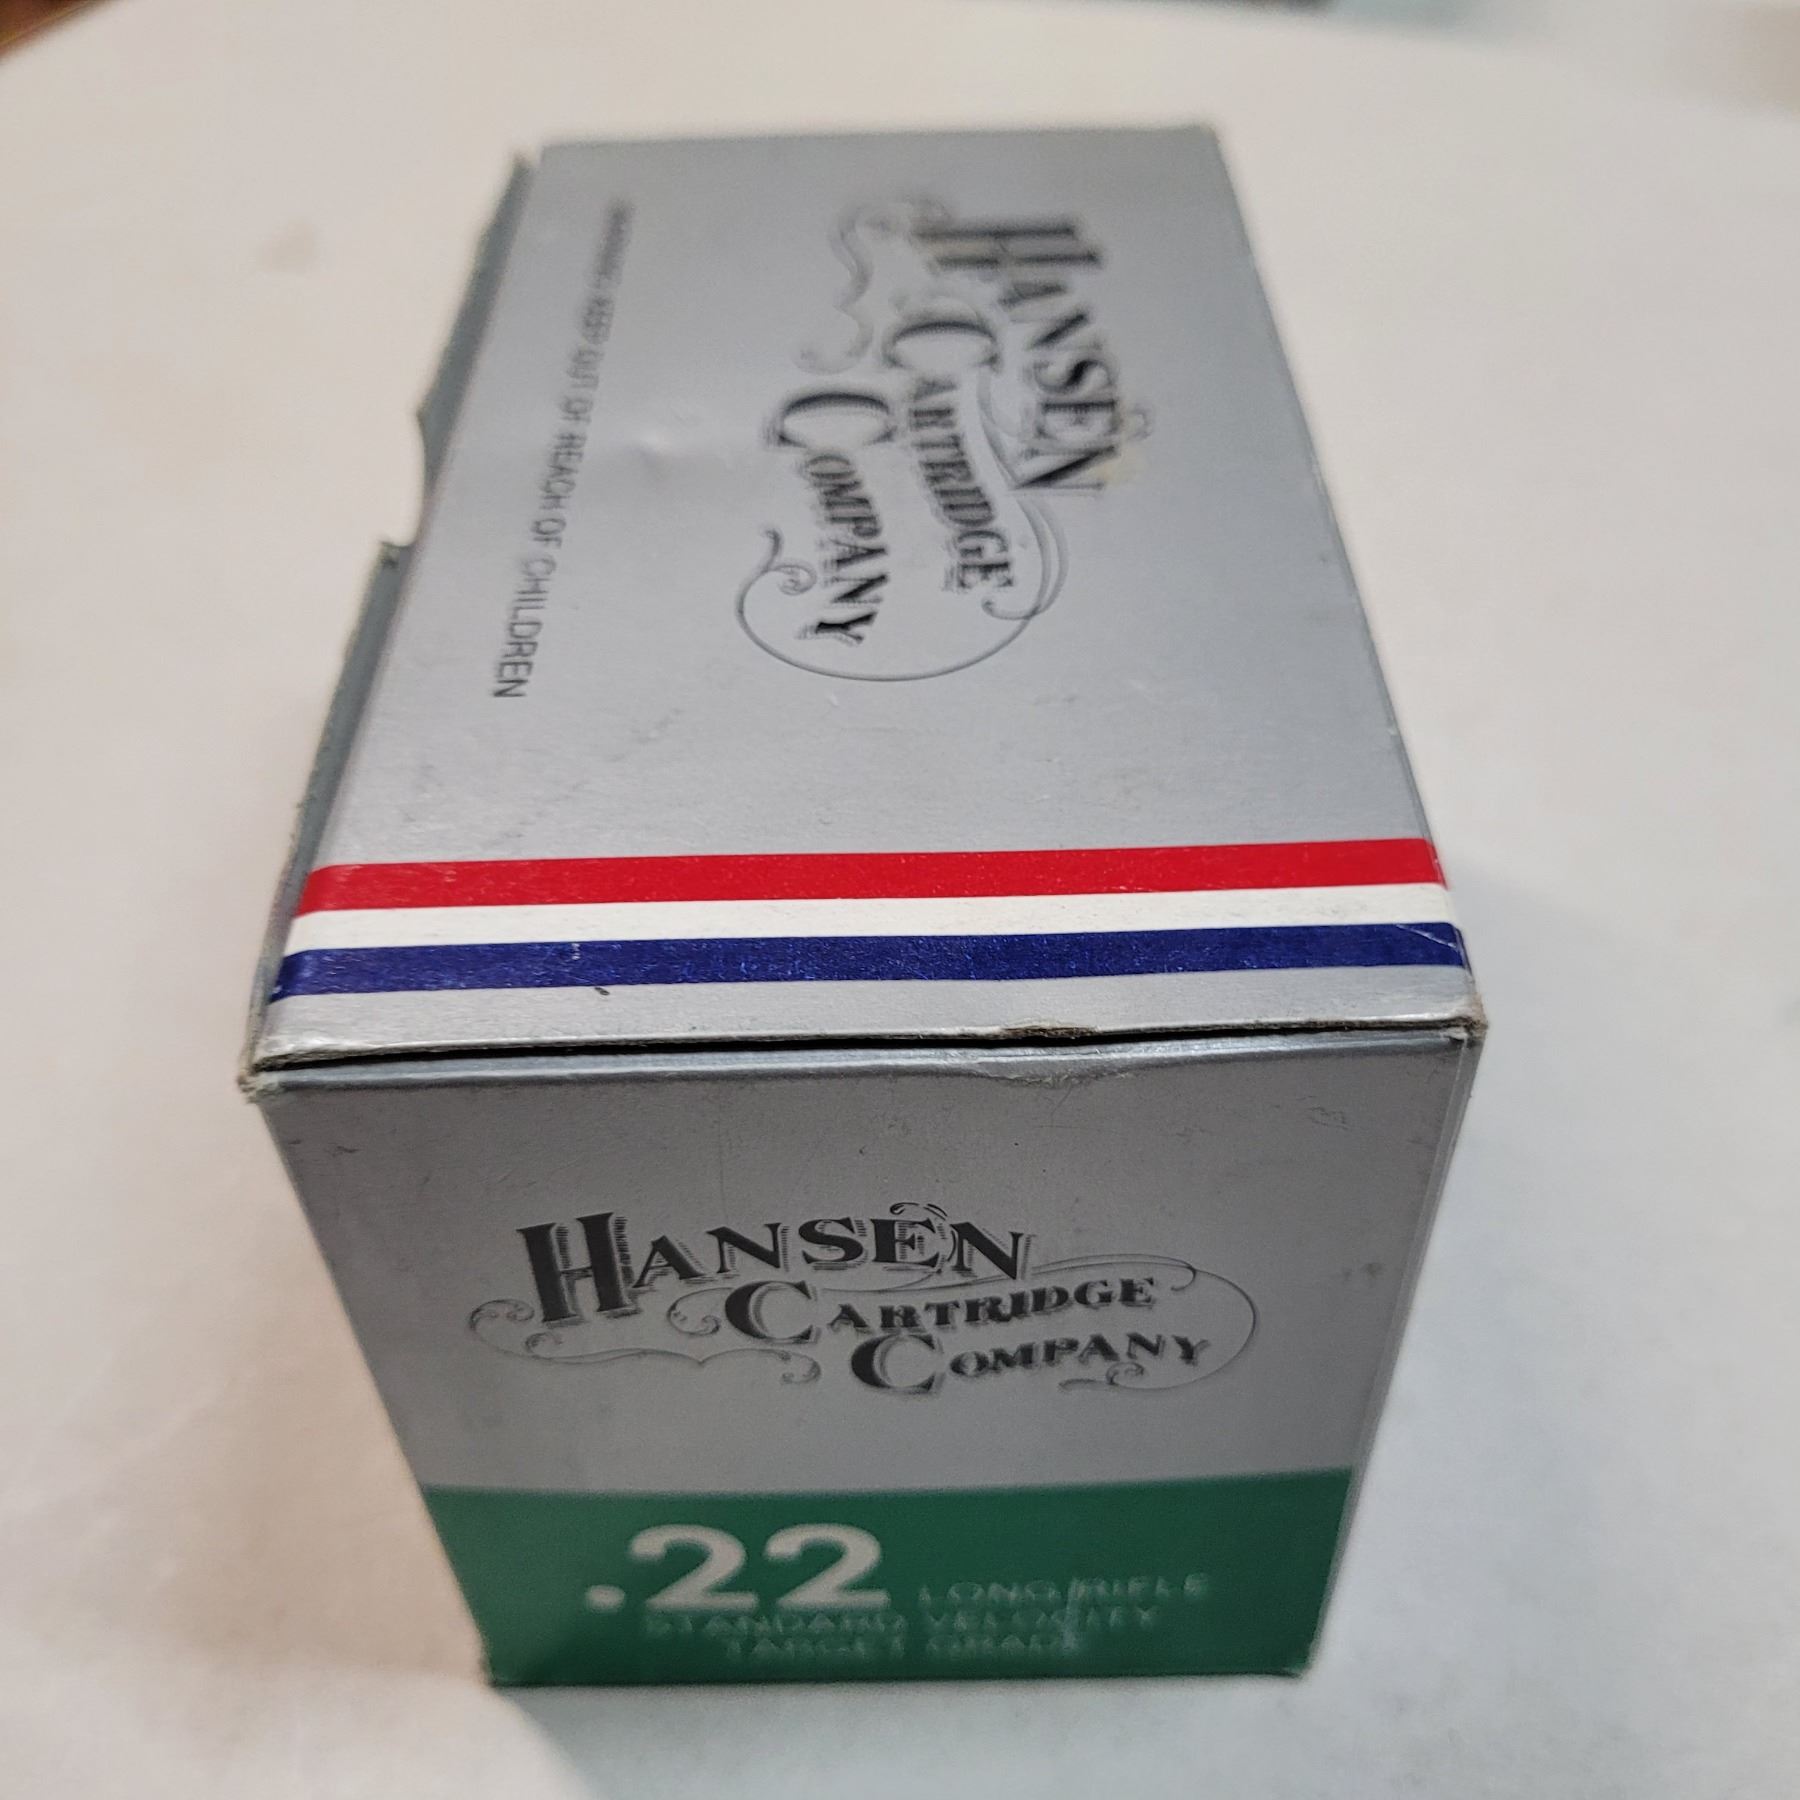 HANSEN
CARTRIDGE
COMPANY
WARNING: KEEP OUT OF REACH OF CHILDREN
HANSEN
CARTRIDGE
COMPANY
.22 LONG RIFLE
STANDARD VELOCITY
TARGET GRADE